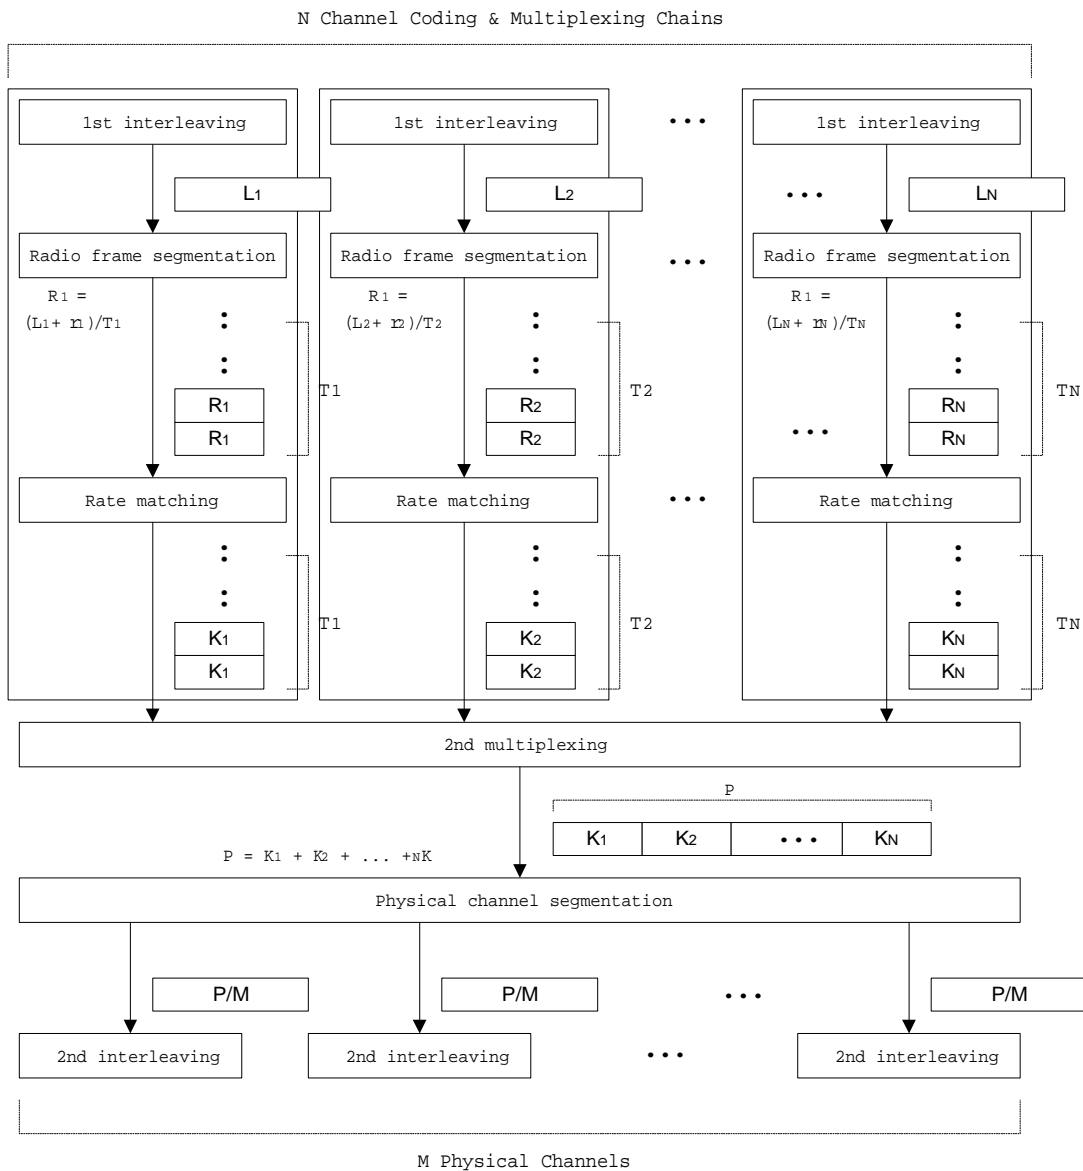 N Channel Coding & Multiplexing Chains
1st interleaving 1st interleaving ... 1st interleaving
L1 L2 ... LN
Radio frame segmentation Radio frame segmentation ... Radio frame segmentation
R1 = R1 = R1 =
(L1+ r1)/T1 (L2+ r2)/T2 (LN+ rN)/TN
T1 T2 TN
R1 R2 RN
R1 R2 ... RN
Rate matching Rate matching ... Rate matching
T1 T2 TN
K1 K2 KN
K1 K2 KN
2nd multiplexing
P
K1 K2 ... KN
P = K1 + K2 + ... +NK
Physical channel segmentation
P/M P/M ... P/M
2nd interleaving 2nd interleaving ... 2nd interleaving
M Physical Channels